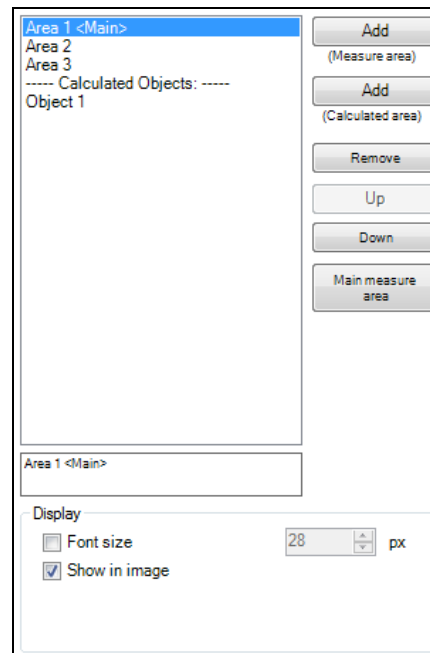 Area 1 <Main>
Area 2
Area 3
----- Calculated Objects: -----
Object 1
Add
(Measure area)
Add
(Calculated area)
Remove
Up
Down
Main measure
area
Area 1 <Main>
Display
Font size
28
px
Show in image